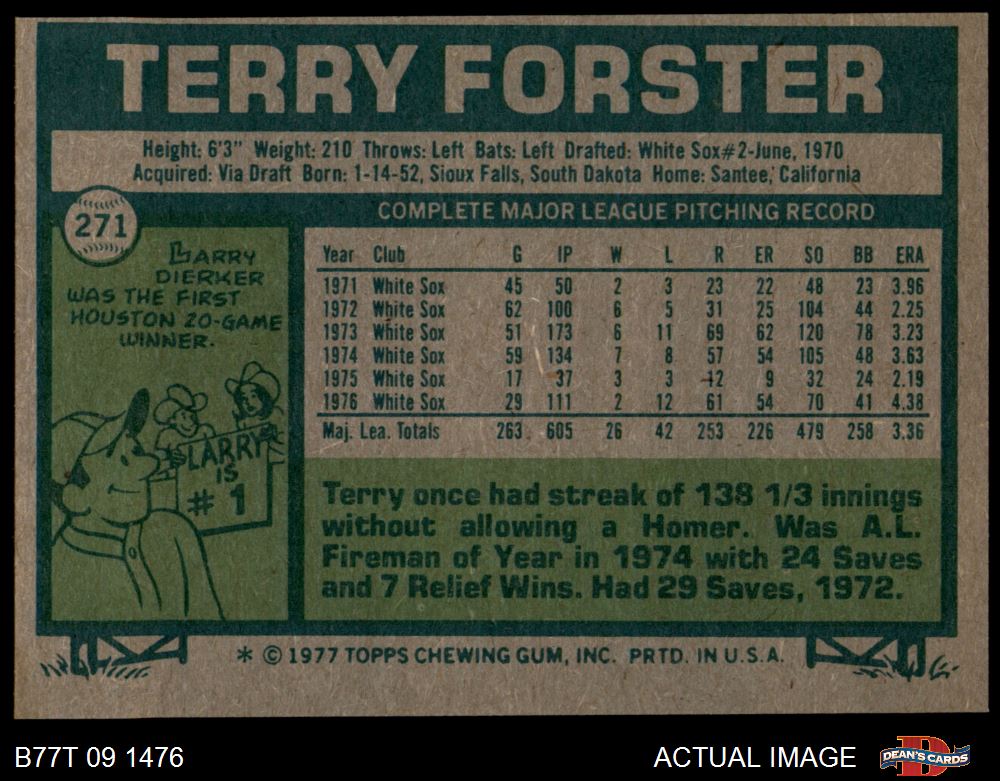 TERRY FORSTER
Height: 6'3" Weight: 210 Throws: Left Bats: Left Drafted: White Sox#2-June, 1970
Acquired: Via Draft Born: 1-14-52, Sioux Falls, South Dakota Home: Santee, California
271
COMPLETE MAJOR LEAGUE PITCHING RECORD
LARRY
DIERKER
WAS THE FIRST
HOUSTON 20-GAME
WINNER.
LARRY
IS
# 1
Year Club G IP W L R ER SO BB ERA
1971 White Sox 45 50 2 3 23 22 48 23 3.96
1972 White Sox 62 100 6 5 31 25 104 44 2.25
1973 White Sox 51 173 6 11 69 62 120 78 3.23
1974 White Sox 59 134 7 8 57 54 105 48 3.63
1975 White Sox 17 37 3 3 12 9 32 24 2.19
1976 White Sox 29 111 2 12 61 54 70 41 4.38
Maj. Lea. Totals 263 605 26 42 253 226 479 258 3.36
Terry once had streak of 138 1/3 innings
without allowing a Homer. Was A.L.
Fireman of Year in 1974 with 24 Saves
and 7 Relief Wins. Had 29 Saves, 1972.
* © 1977 TOPPS CHEWING GUM, INC. PRTD. IN U.S.A.
B77T 09 1476
ACTUAL IMAGE
DEAN'S CARDS